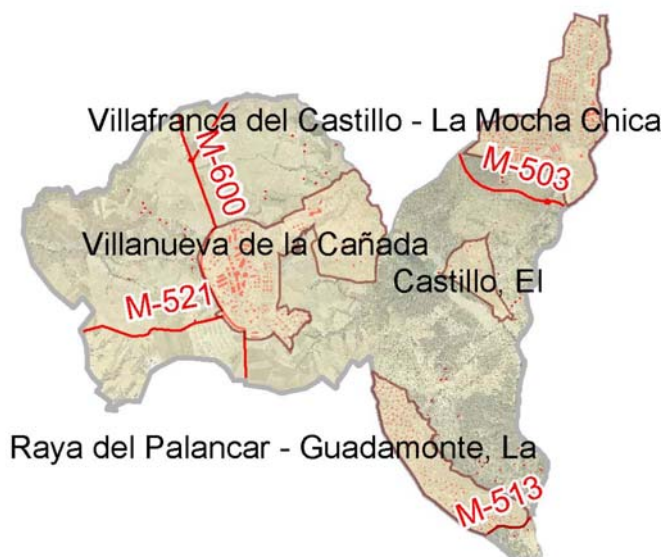 Villafranca del Castillo - La Mocha Chica
M-600
M-503
Villanueva de la Cañada
Castillo, El
M-521
Raya del Palancar - Guadamonte, La
M-513